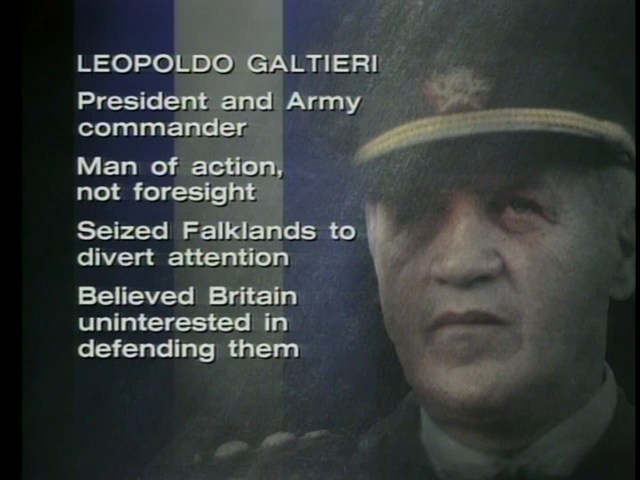 LEOPOLDO GALTIERI
President and Army
commander
Man of action,
not foresight
Seized Falklands to
divert attention
Believed Britain
uninterested in
defending them